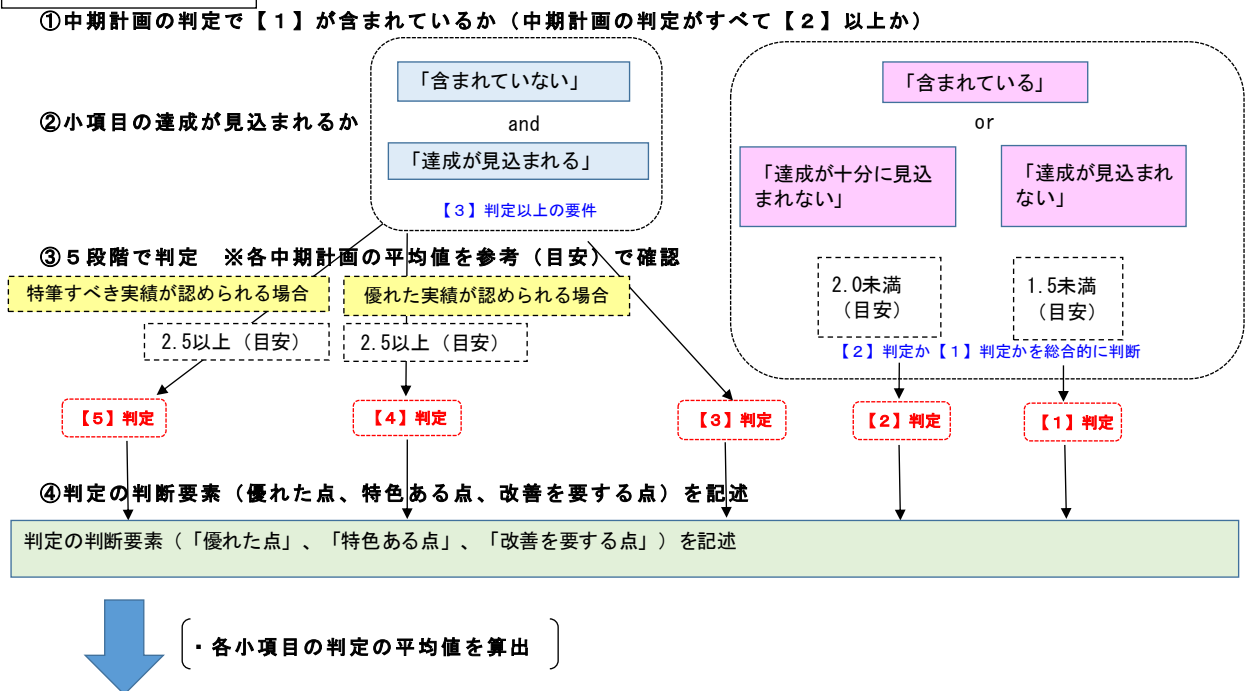 ①中期計画の判定で【１】が含まれているか（中期計画の判定がすべて【２】以上か）
「含まれていない」
「含まれている」
②小項目の達成が見込まれるか
and
or
「達成が見込まれる」
「達成が十分に見込
まれない」
「達成が見込まれ
ない」
【３】判定以上の要件
③５段階で判定　※各中期計画の平均値を参考（目安）で確認
特筆すべき実績が認められる場合
優れた実績が認められる場合
2.0未満
（目安）
1.5未満
（目安）
2.5以上（目安）
2.5以上（目安）
【２】判定か【１】判定かを総合的に判断
【５】判定
【４】判定
【３】判定
【２】判定
【１】判定
④判定の判断要素（優れた点、特色ある点、改善を要する点）を記述
判定の判断要素（「優れた点」、「特色ある点」、「改善を要する点」）を記述
・各小項目の判定の平均値を算出